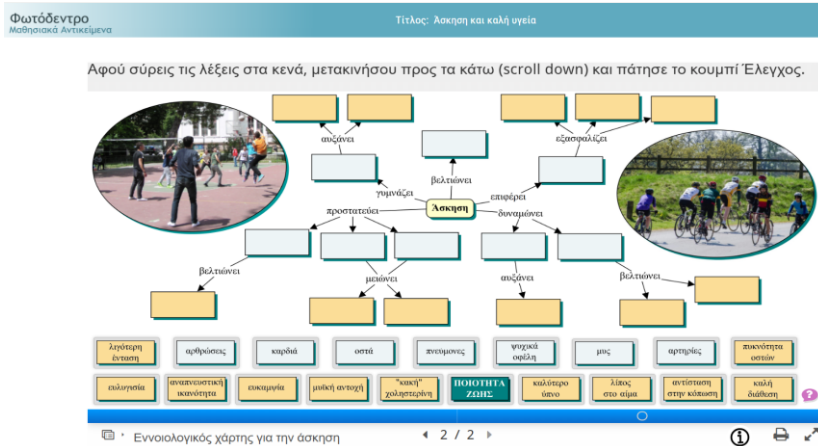 Φωτόδεντρο
Μαθησιακά Αντικείμενα
Τίτλος: Άσκηση και καλή υγεία
Αφού σύρεις τις λέξεις στα κενά, μετακινήσου προς τα κάτω (scroll down) και πάτησε το κουμπί Έλεγχος.
αυξάνει
εξασφαλίζει
βελτιώνει
γυμνάζει
επιφέρει
προστατεύει
Άσκηση
δυναμώνει
βελτιώνει
μειώνει
αυξάνει
βελτιώνει
λιγότερη
ένταση
αρθρώσεις
καρδιά
οστά
πνεύμονες
ψυχικά
οφέλη
μυς
αρτηρίες
πυκνότητα
οστών
ευλυγισία
αναπνευστική
ικανότητα
ευκαμψία
μυϊκή αντοχή
"κακή"
χοληστερίνη
ΠΟΙΟΤΗΤΑ
ΖΩΗΣ
καλύτερο
ύπνο
λίπος
στο αίμα
αντίσταση
στην κόπωση
καλή
διάθεση
Εννοιολογικός χάρτης για την άσκηση
2 / 2